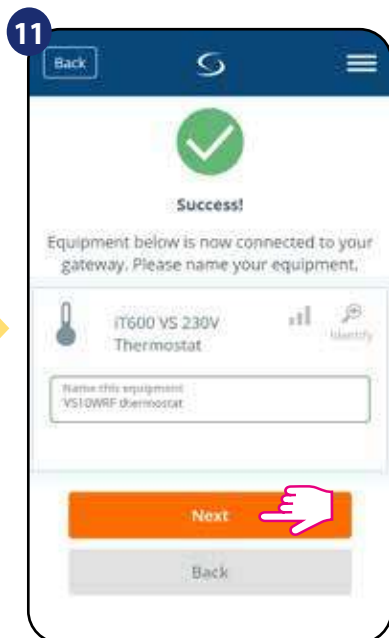 11
Back
Success!
Equipment below is now connected to your
gateway. Please name your equipment.
iT600 VS 230V
Thermostat
Identify
Name this equipment
VS10WRF thermostat
Next
Back